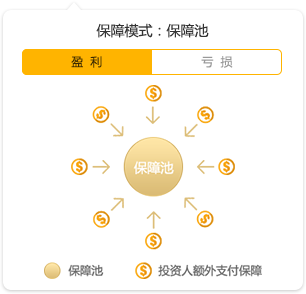 保障模式：保障池
盈 利
亏 损
$
$ $
保障池
$ $
$ $
$
保障池 $ 投资人额外支付保障